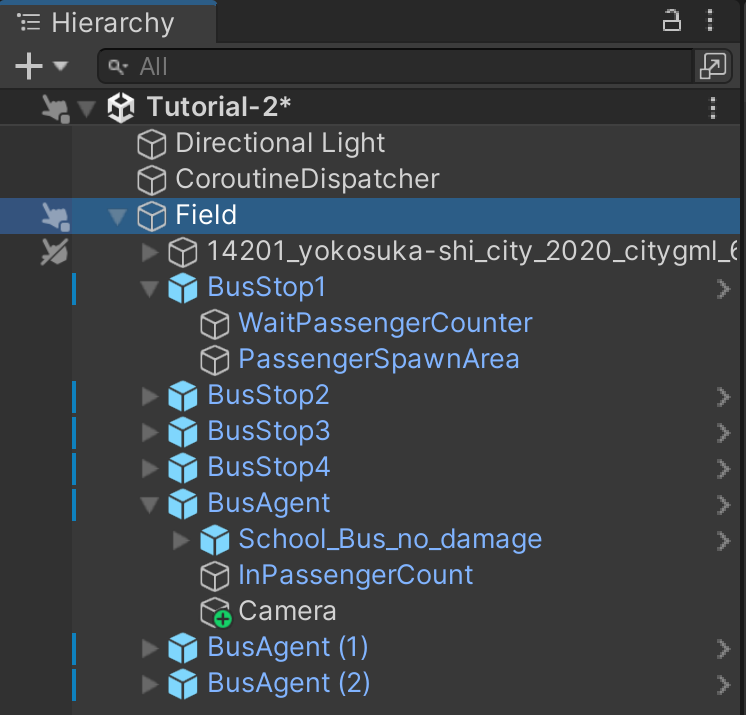 Hierarchy
All
Tutorial-2*
Directional Light
CoroutineDispatcher
Field
14201_yokosuka-shi_city_2020_citygml_6
BusStop1
WaitPassengerCounter
PassengerSpawnArea
BusStop2
BusStop3
BusStop4
BusAgent
School_Bus_no_damage
InPassengerCount
Camera
BusAgent (1)
BusAgent (2)